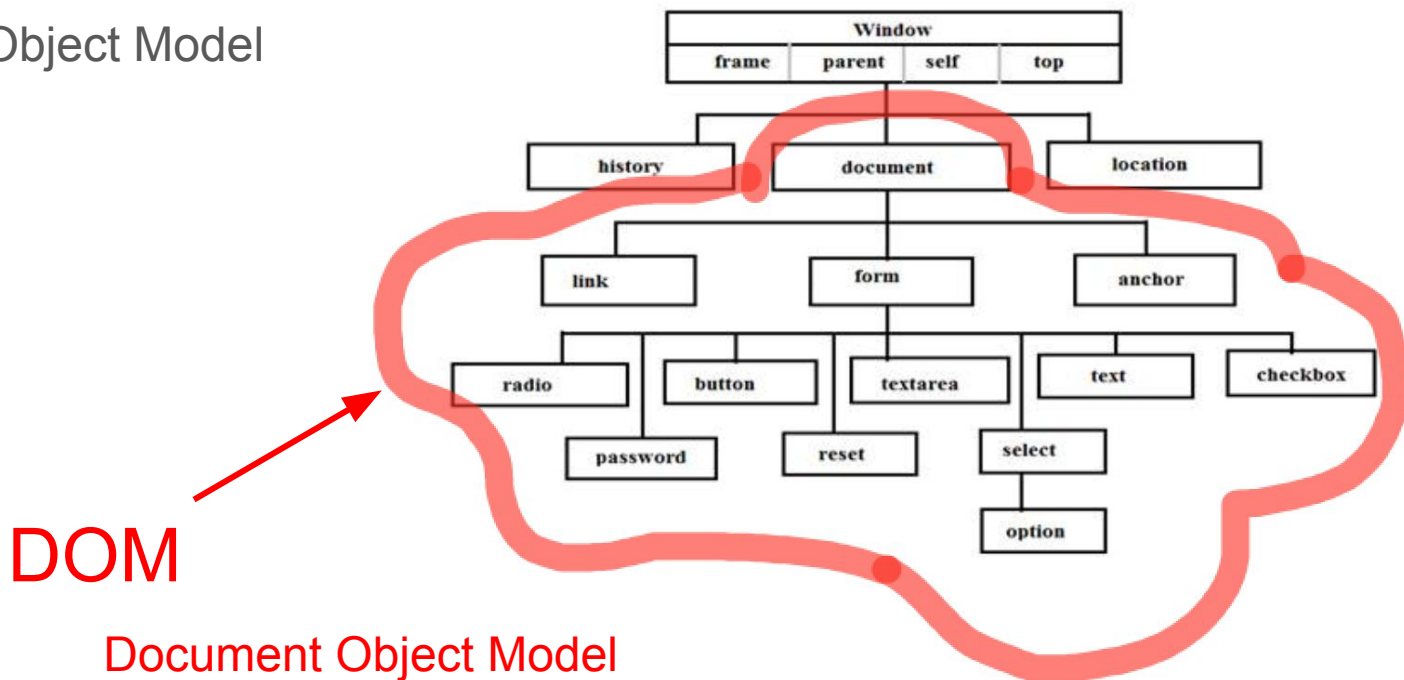 Object Model
Window
frame parent self top
history document location
link form anchor
radio button textarea text checkbox
password reset select
option
DOM
Document Object Model